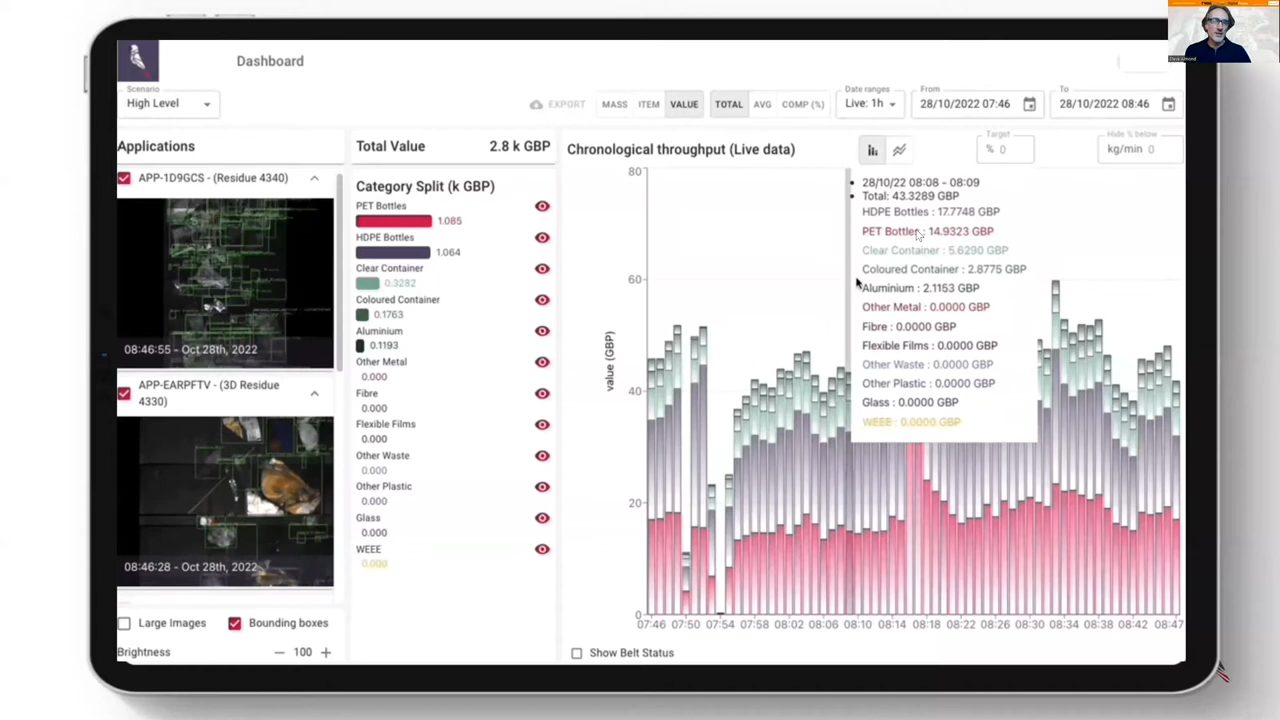 Dashboard
Scenario
High Level
EXPORT
MASS
ITEM
VALUE
TOTAL
AVG
COMP (%)
Date ranges
Live: 1h
From
28/10/2022 07:46
To
28/10/2022 08:46
Applications
APP-1D9GCS - (Residue 4340)
08:46:55 - Oct 28th, 2022
APP-EARPFTV - (3D Residue
4330)
08:46:28 - Oct 28th, 2022
Large Images
Bounding boxes
Brightness
— 100 +
Total Value
2.8 k GBP
Category Split (k GBP)
PET Bottles
1.085
HDPE Bottles
1.064
Clear Container
0.3282
Coloured Container
0.1763
Aluminium
0.1193
Other Metal
0.000
Fibre
0.000
Flexible Films
0.000
Other Waste
0.000
Other Plastic
0.000
Glass
0.000
WEEE
0.000
Chronological throughput (Live data)
Target
% 0
Hide % below
kg/min 0
80
60
40
20
0
value (GBP)
28/10/22 08:08 - 08:09
Total: 43.3289 GBP
HDPE Bottles : 17.7748 GBP
PET Bottles : 14.9323 GBP
Clear Container : 5.6290 GBP
Coloured Container : 2.8775 GBP
Aluminium : 2.1153 GBP
Other Metal : 0.0000 GBP
Fibre : 0.0000 GBP
Flexible Films : 0.0000 GBP
Other Waste : 0.0000 GBP
Other Plastic : 0.0000 GBP
Glass : 0.0000 GBP
WEEE : 0.0000 GBP
07:46 07:50 07:54 07:58 08:02 08:06 08:10 08:14 08:18 08:22 08:26 08:30 08:34 08:38 08:42 08:47
Show Belt Status
Steve Almond